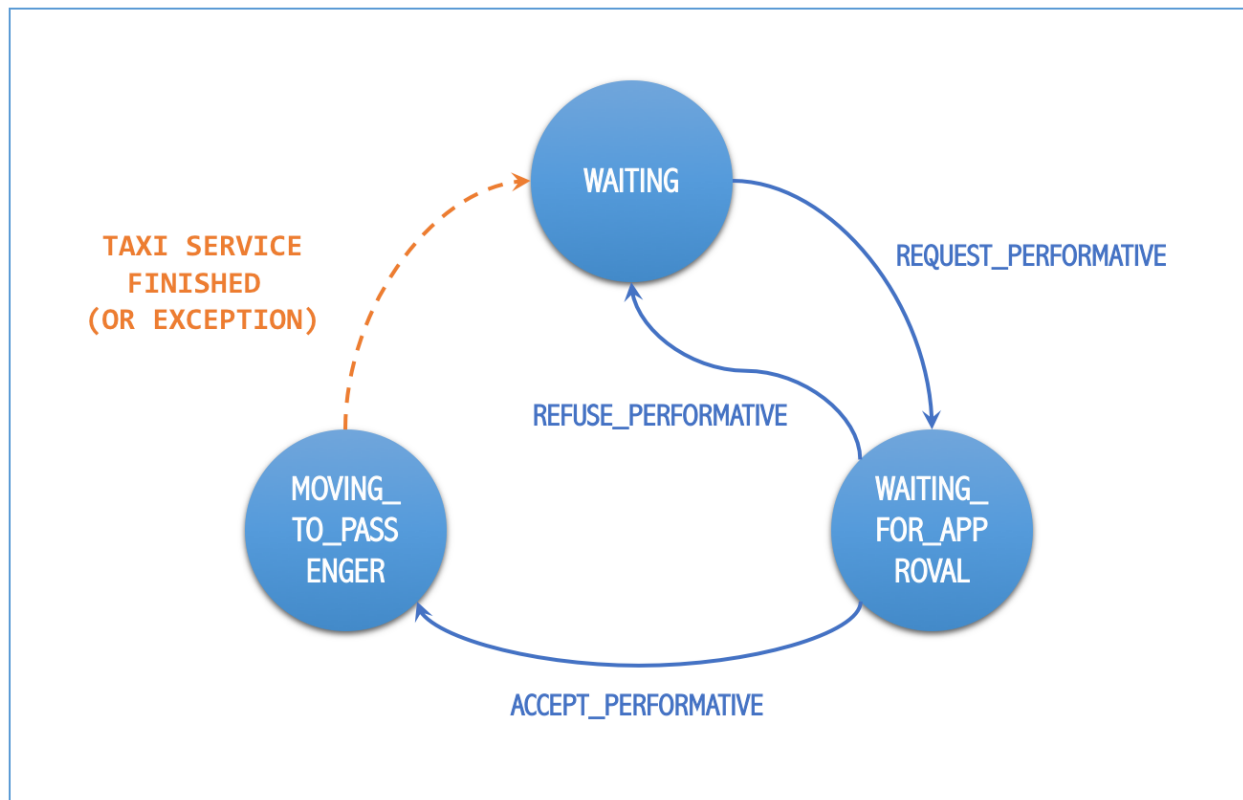 WAITING
TAXI SERVICE
FINISHED
(OR EXCEPTION)
REQUEST_PERFORMATIVE
REFUSE_PERFORMATIVE
MOVING_
TO_PASS
ENGER
WAITING_
FOR_APP
ROVAL
ACCEPT_PERFORMATIVE